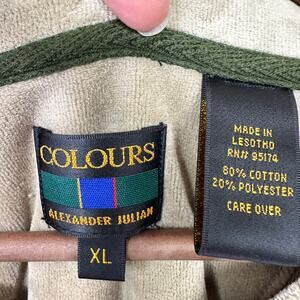 COLOURS
ALEXANDER JULIAN
XL
MADE IN
LESOTHO
RN# 95174
80% COTTON
20% POLYESTER
CARE OVER